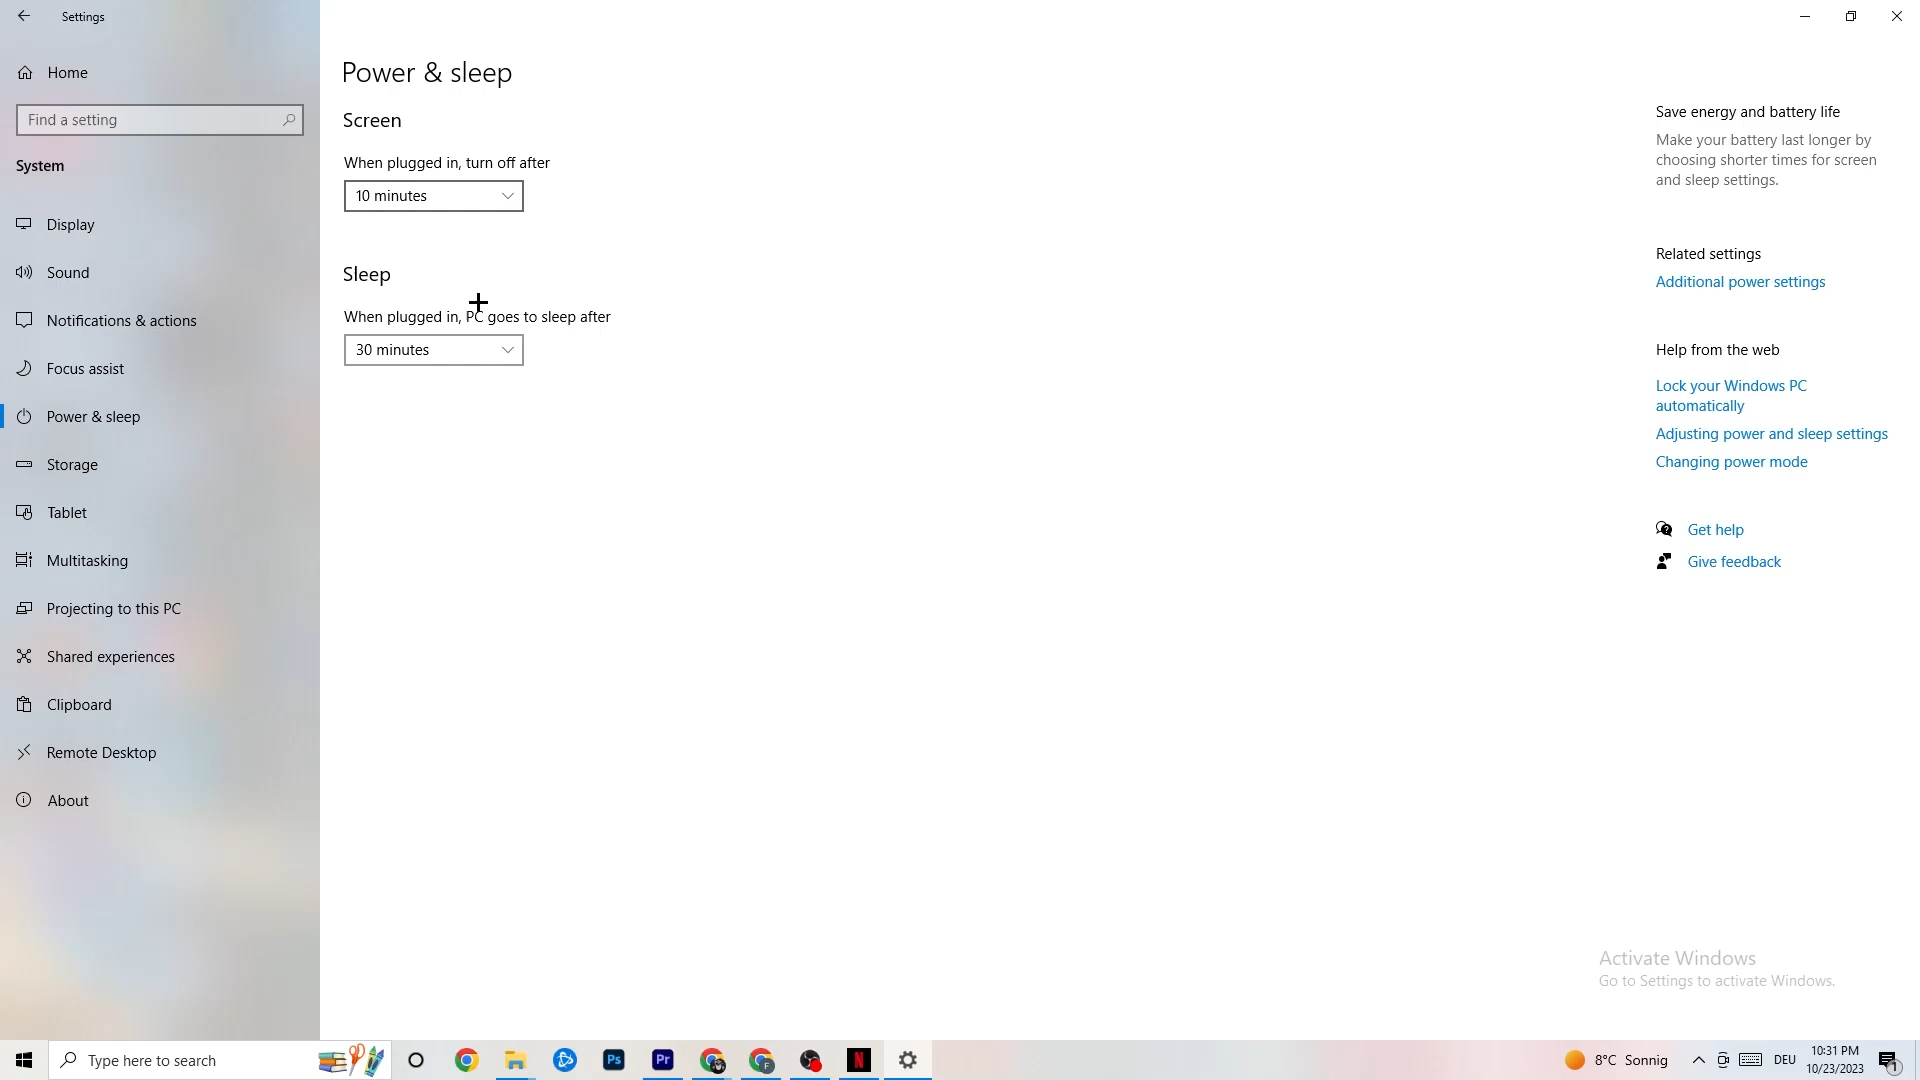 Settings
Home
Find a setting
System
Display
Sound
Notifications & actions
Focus assist
Power & sleep
Storage
Tablet
Multitasking
Projecting to this PC
Shared experiences
Clipboard
Remote Desktop
About
Power & sleep
Screen
When plugged in, turn off after
10 minutes
Sleep
When plugged in, PC goes to sleep after
30 minutes
Save energy and battery life
Make your battery last longer by
choosing shorter times for screen
and sleep settings.
Related settings
Additional power settings
Help from the web
Lock your Windows PC
automatically
Adjusting power and sleep settings
Changing power mode
Get help
Give feedback
Activate Windows
Go to Settings to activate Windows.
Type here to search
Ps
Pr
F
N
8°C Sonnig
DEU
10:31 PM
10/23/2023
1